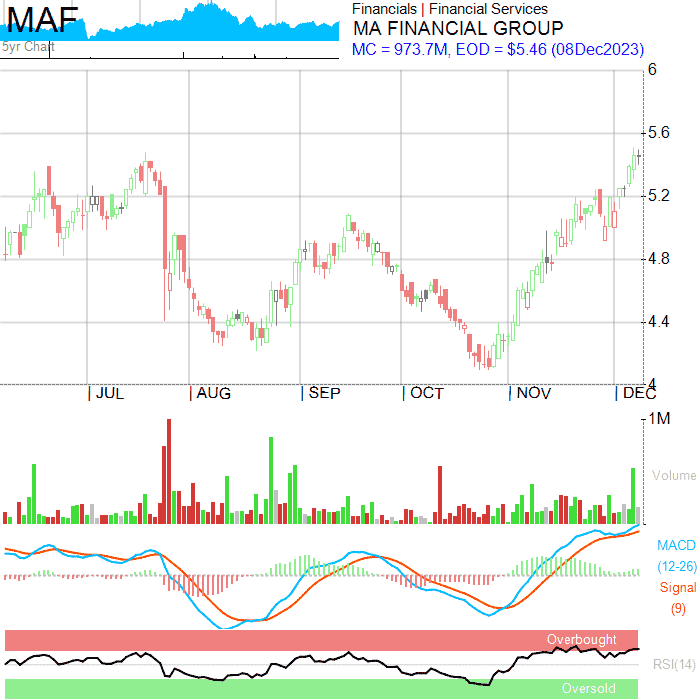 MAF
5yr Chart
Financials | Financial Services
MA FINANCIAL GROUP
MC = 973.7M, EOD = $5.46 (08Dec2023)
6
5.6
5.2
4.8
4.4
4
JUL AUG SEP OCT NOV DEC
1M
Volume
MACD
(12-26)
Signal
(9)
Overbought
RSI(14)
Oversold